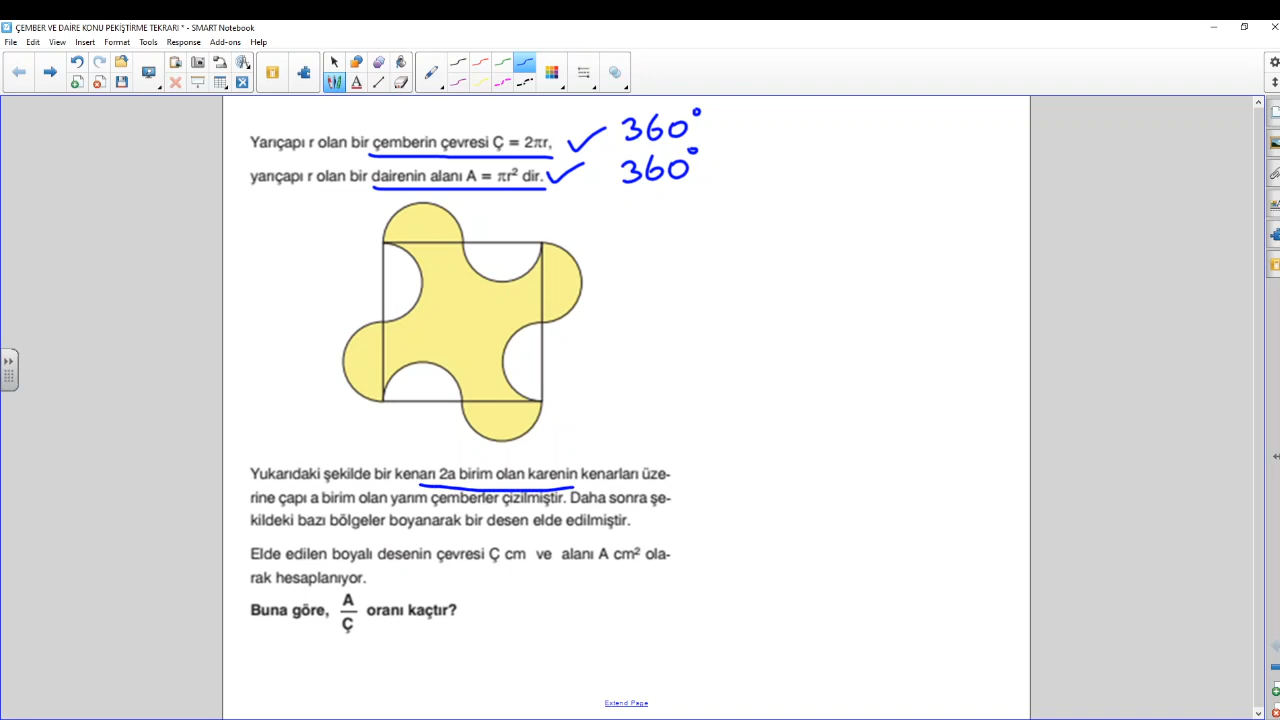 ÇEMBER VE DAİRE KONU PEKİŞTİRME TEKRARI * - SMART Notebook
File Edit View Insert Format Tools Response Add-ons Help
Yarıçapı r olan bir çemberin çevresi Ç = 2πr, 360°
yarıçapı r olan bir dairenin alanı A = πr² dir. 360°
Yukarıdaki şekilde bir kenarı 2a birim olan karenin kenarları üze-
rine çapı a birim olan yarım çemberler çizilmiştir. Daha sonra şe-
kildeki bazı bölgeler boyanarak bir desen elde edilmiştir.
Elde edilen boyalı desenin çevresi Ç cm ve alanı A cm² ola-
rak hesaplanıyor.
Buna göre, A/Ç oranı kaçtır?
Extend Page